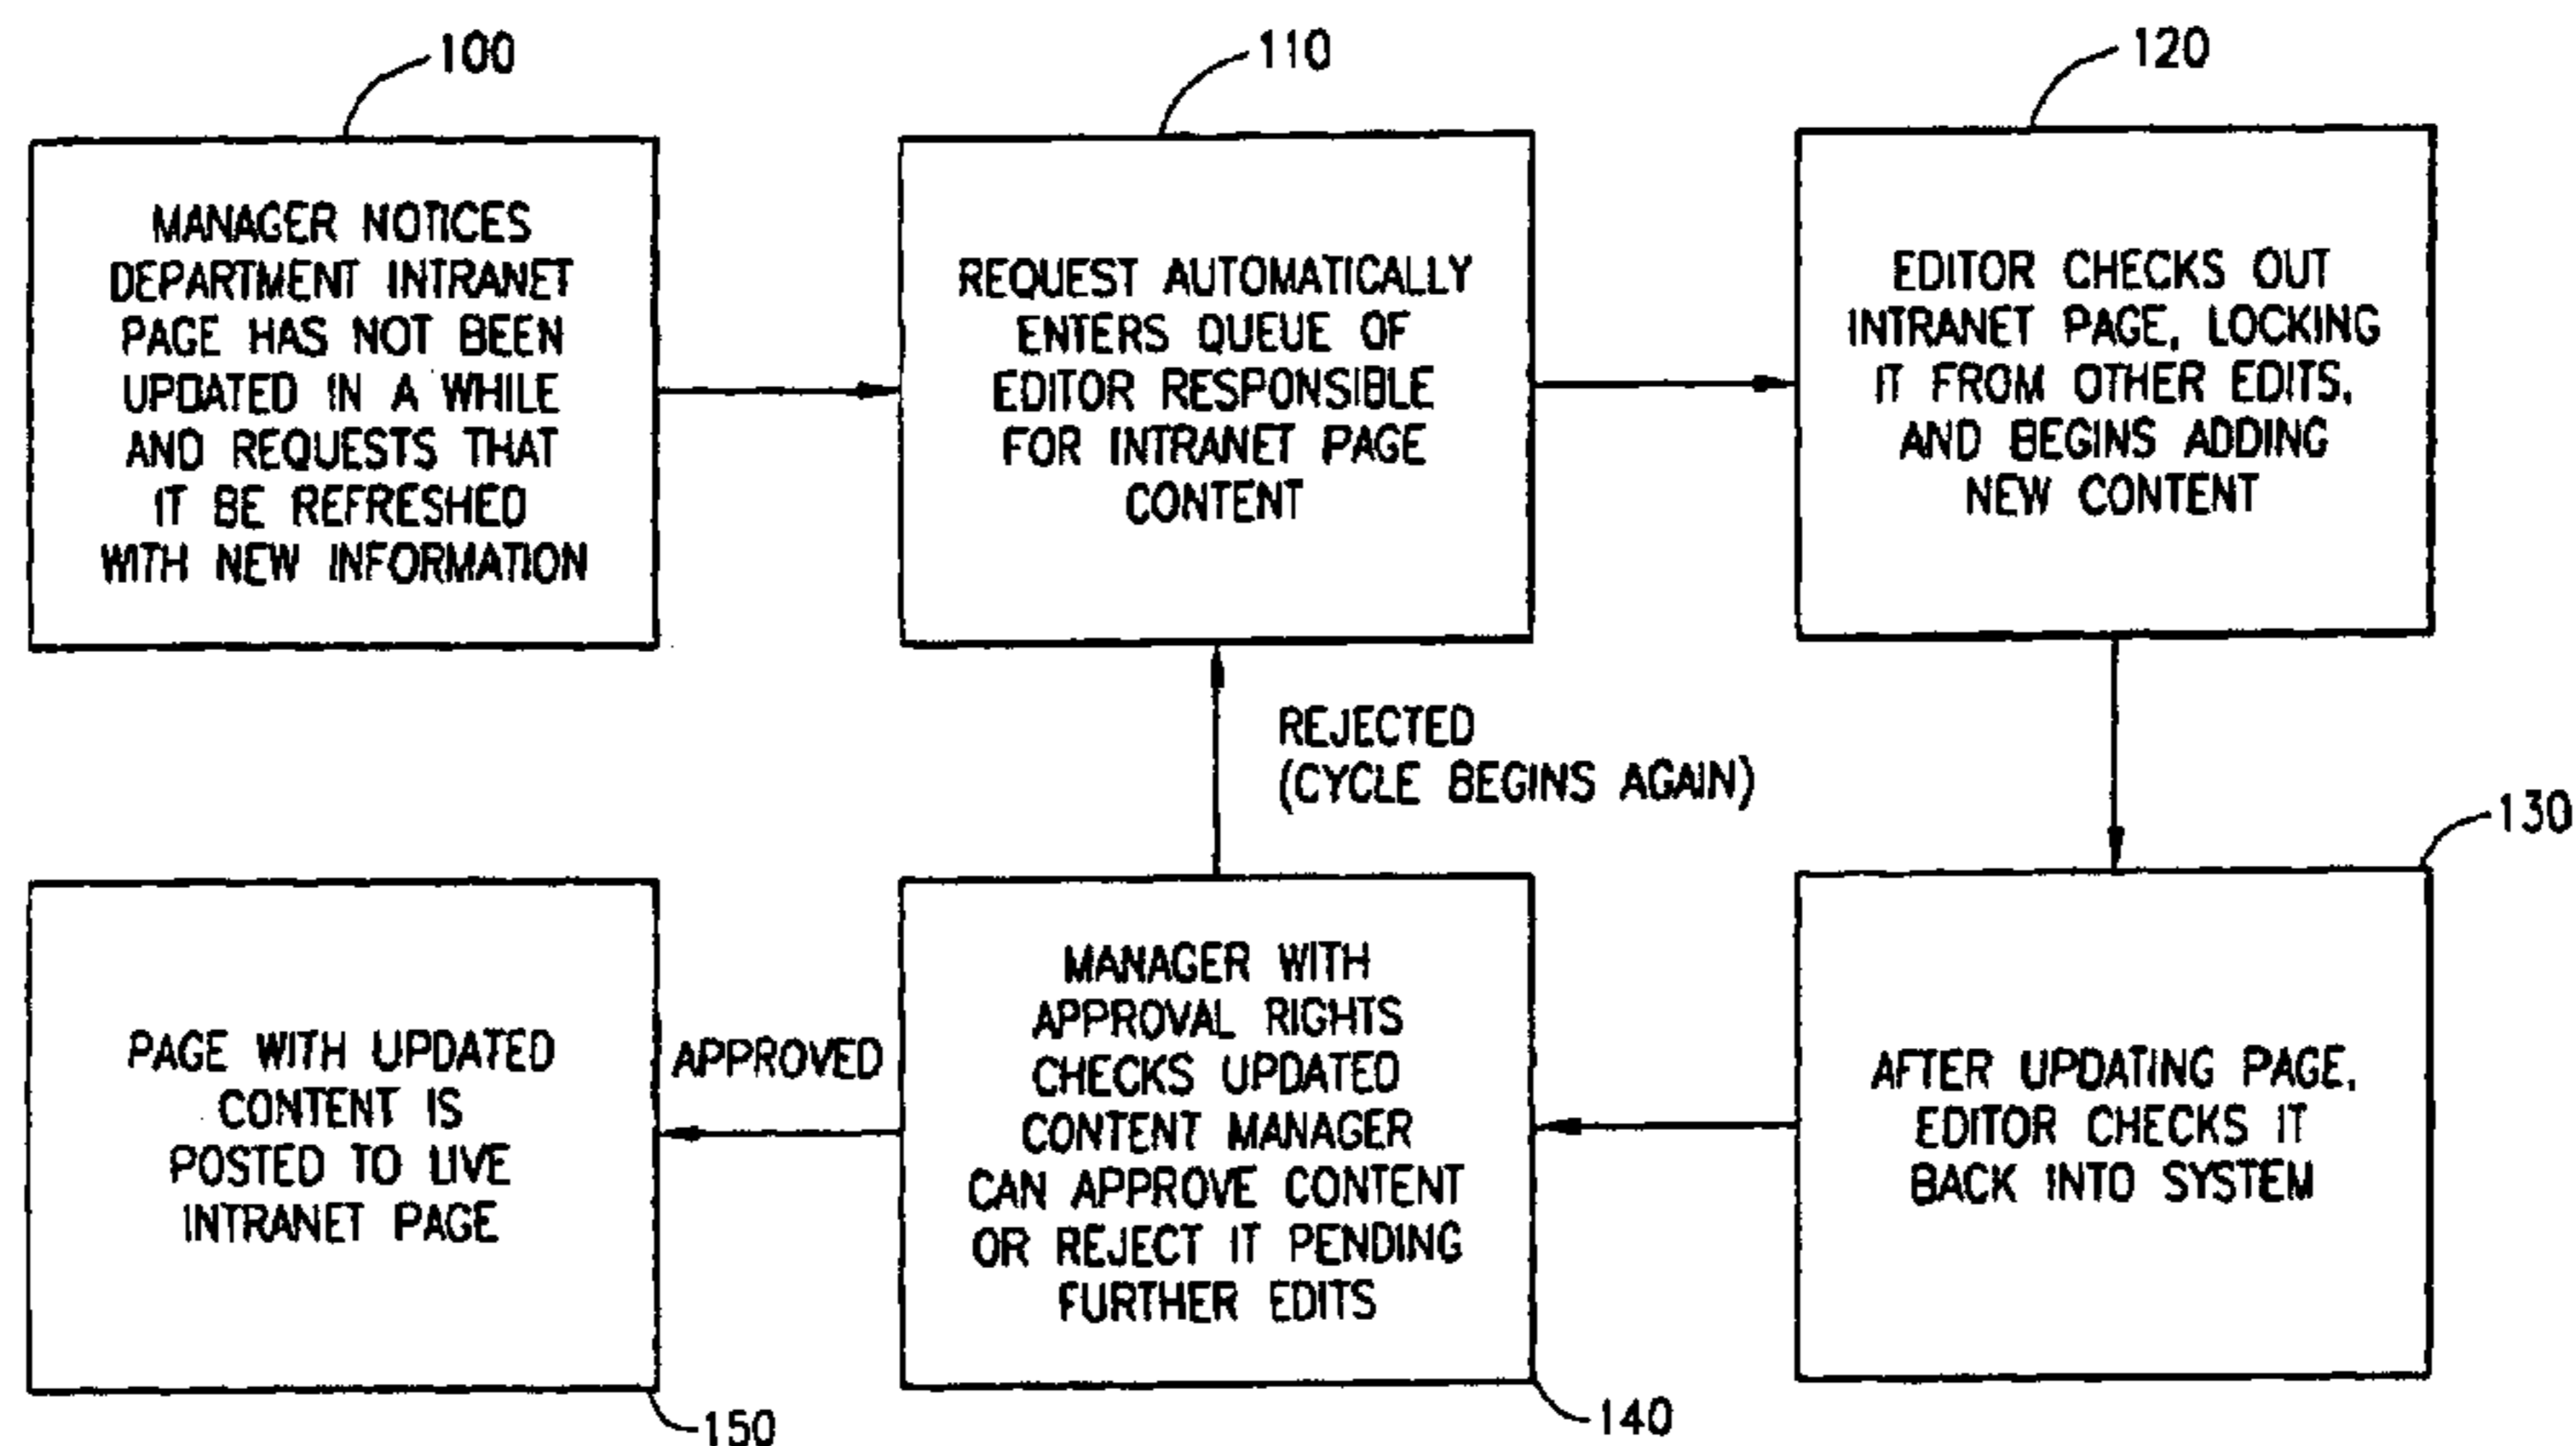 100
MANAGER NOTICES
DEPARTMENT INTRANET
PAGE HAS NOT BEEN
UPDATED IN A WHILE
AND REQUESTS THAT
IT BE REFRESHED
WITH NEW INFORMATION
110
REQUEST AUTOMATICALLY
ENTERS QUEUE OF
EDITOR RESPONSIBLE
FOR INTRANET PAGE
CONTENT
120
EDITOR CHECKS OUT
INTRANET PAGE, LOCKING
IT FROM OTHER EDITS,
AND BEGINS ADDING
NEW CONTENT
REJECTED
(CYCLE BEGINS AGAIN)
130
AFTER UPDATING PAGE,
EDITOR CHECKS IT
BACK INTO SYSTEM
MANAGER WITH
APPROVAL RIGHTS
CHECKS UPDATED
CONTENT MANAGER
CAN APPROVE CONTENT
OR REJECT IT PENDING
FURTHER EDITS
140
APPROVED
PAGE WITH UPDATED
CONTENT IS
POSTED TO LIVE
INTRANET PAGE
150